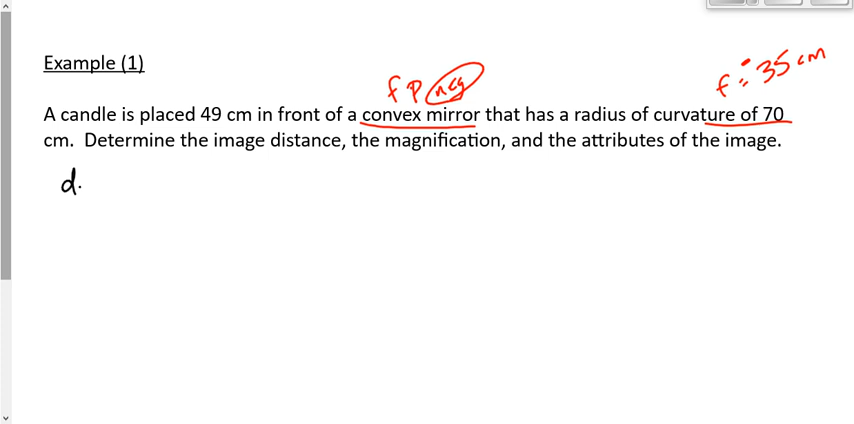 Example (1)
f = -35 cm
f P neg
A candle is placed 49 cm in front of a convex mirror that has a radius of curvature of 70
cm. Determine the image distance, the magnification, and the attributes of the image.
d.